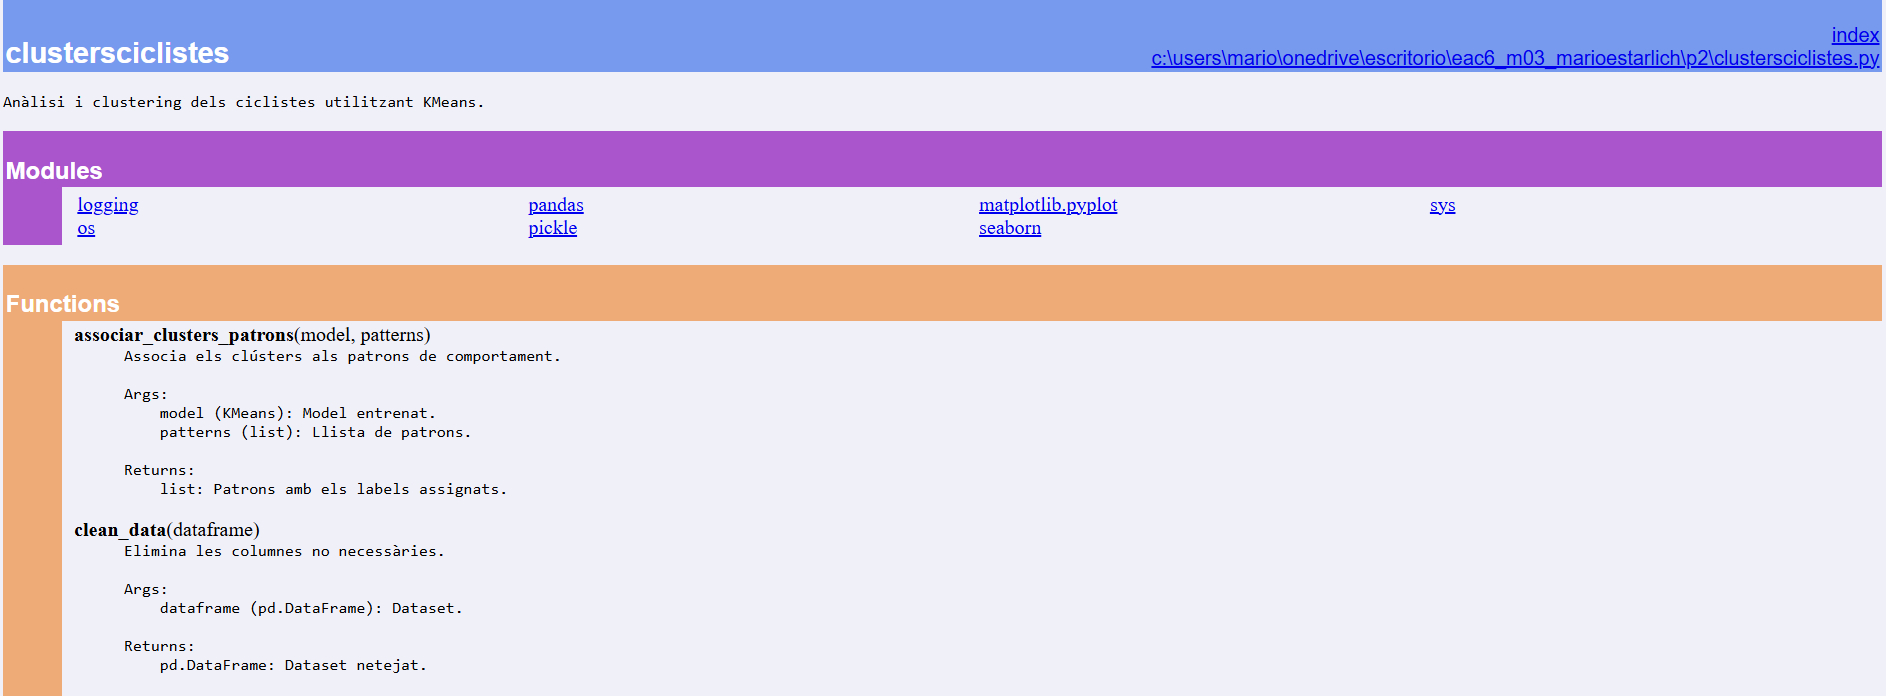 clustersciclistes
index
c:\users\mario\onedrive\escritorio\eac6_m03_marioestarlich\p2\clustersciclistes.py
Anàlisi i clustering dels ciclistes utilitzant KMeans.
Modules
logging pandas matplotlib.pyplot sys
os pickle seaborn
Functions
associar_clusters_patrons(model, patterns)
Associa els clústers als patrons de comportament.
Args:
model (KMeans): Model entrenat.
patterns (list): Llista de patrons.
Returns:
list: Patrons amb els labels assignats.
clean_data(dataframe)
Elimina les columnes no necessàries.
Args:
dataframe (pd.DataFrame): Dataset.
Returns:
pd.DataFrame: Dataset netejat.